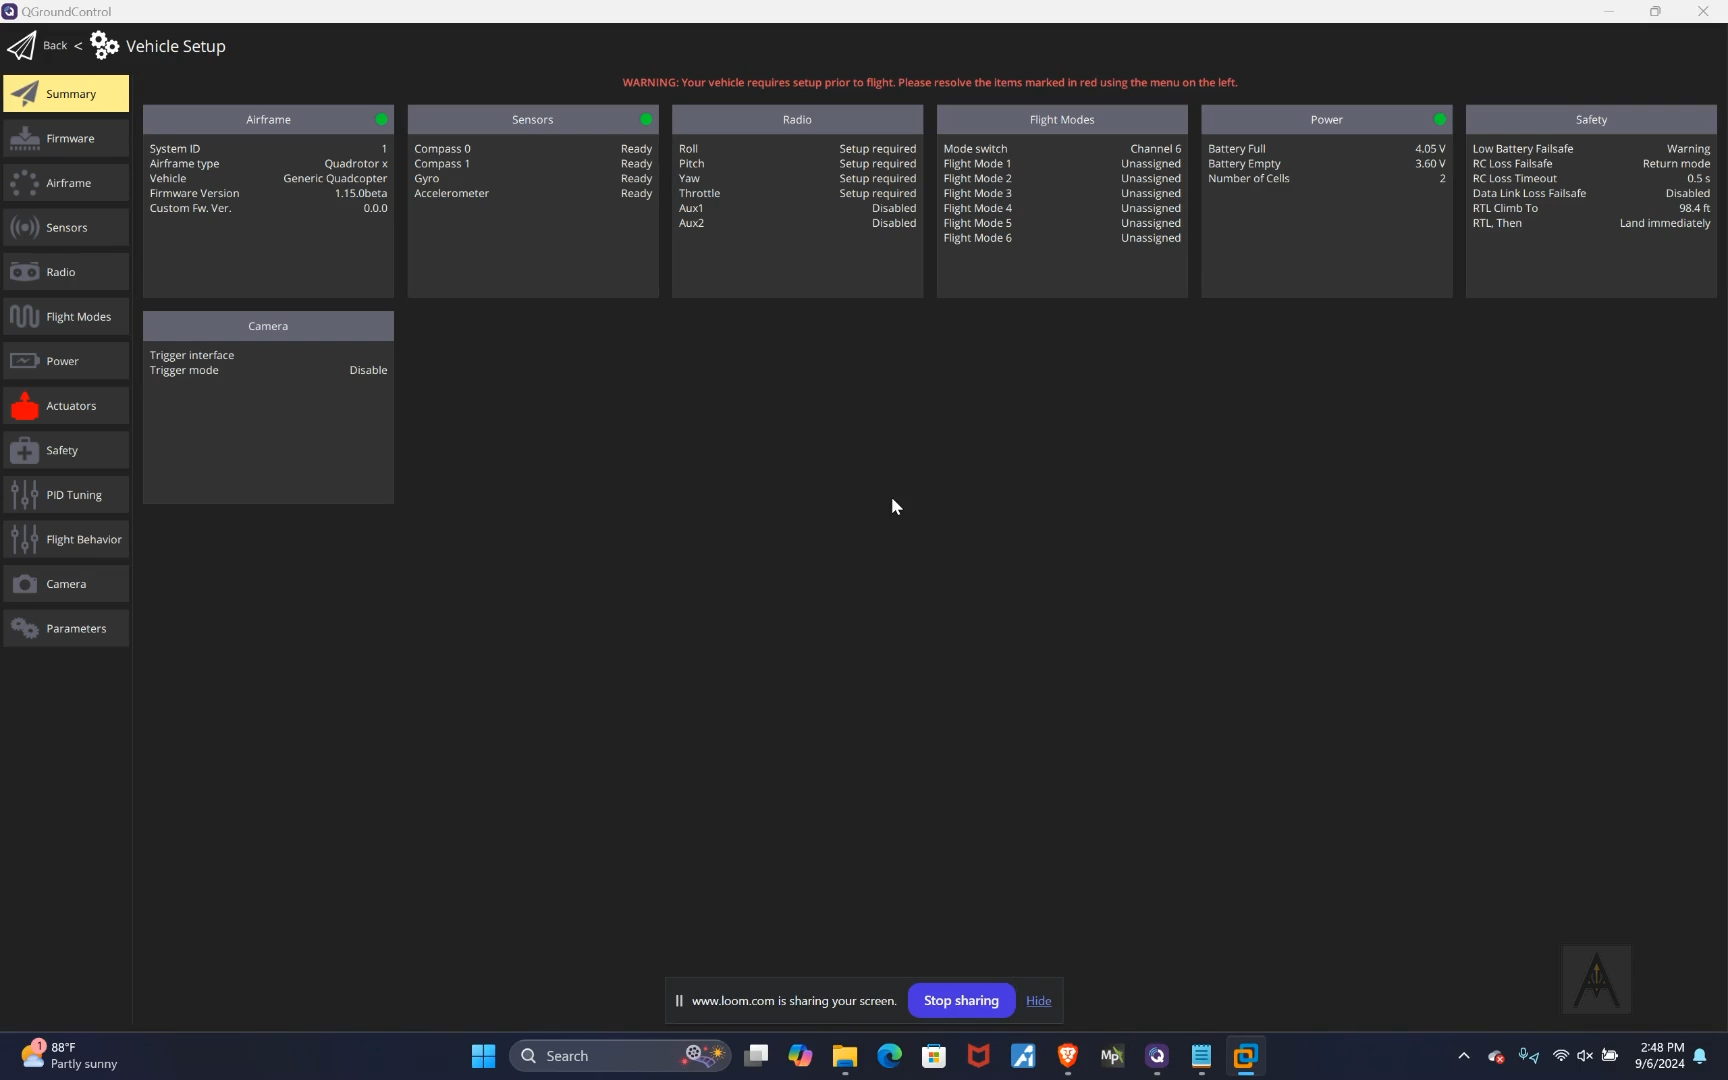 QGroundControl
Back < Vehicle Setup
WARNING: Your vehicle requires setup prior to flight. Please resolve the items marked in red using the menu on the left.
Summary
Firmware
Airframe
Sensors
Radio
Flight Modes
Power
Actuators
Safety
PID Tuning
Flight Behavior
Camera
Parameters
Airframe
System ID 1
Airframe type Quadrotor x
Vehicle Generic Quadcopter
Firmware Version 1.15.0beta
Custom Fw. Ver. 0.0.0
Sensors
Compass 0 Ready
Compass 1 Ready
Gyro Ready
Accelerometer Ready
Radio
Roll Setup required
Pitch Setup required
Yaw Setup required
Throttle Setup required
Aux1 Disabled
Aux2 Disabled
Flight Modes
Mode switch Channel 6
Flight Mode 1 Unassigned
Flight Mode 2 Unassigned
Flight Mode 3 Unassigned
Flight Mode 4 Unassigned
Flight Mode 5 Unassigned
Flight Mode 6 Unassigned
Power
Battery Full 4.05 V
Battery Empty 3.60 V
Number of Cells 2
Safety
Low Battery Failsafe Warning
RC Loss Failsafe Return mode
RC Loss Timeout 0.5 s
Data Link Loss Failsafe Disabled
RTL Climb To 98.4 ft
RTL, Then Land immediately
Camera
Trigger interface
Trigger mode Disable
www.loom.com is sharing your screen. Stop sharing Hide
1
88°F
Partly sunny
Search
Mp
2:48 PM
9/6/2024